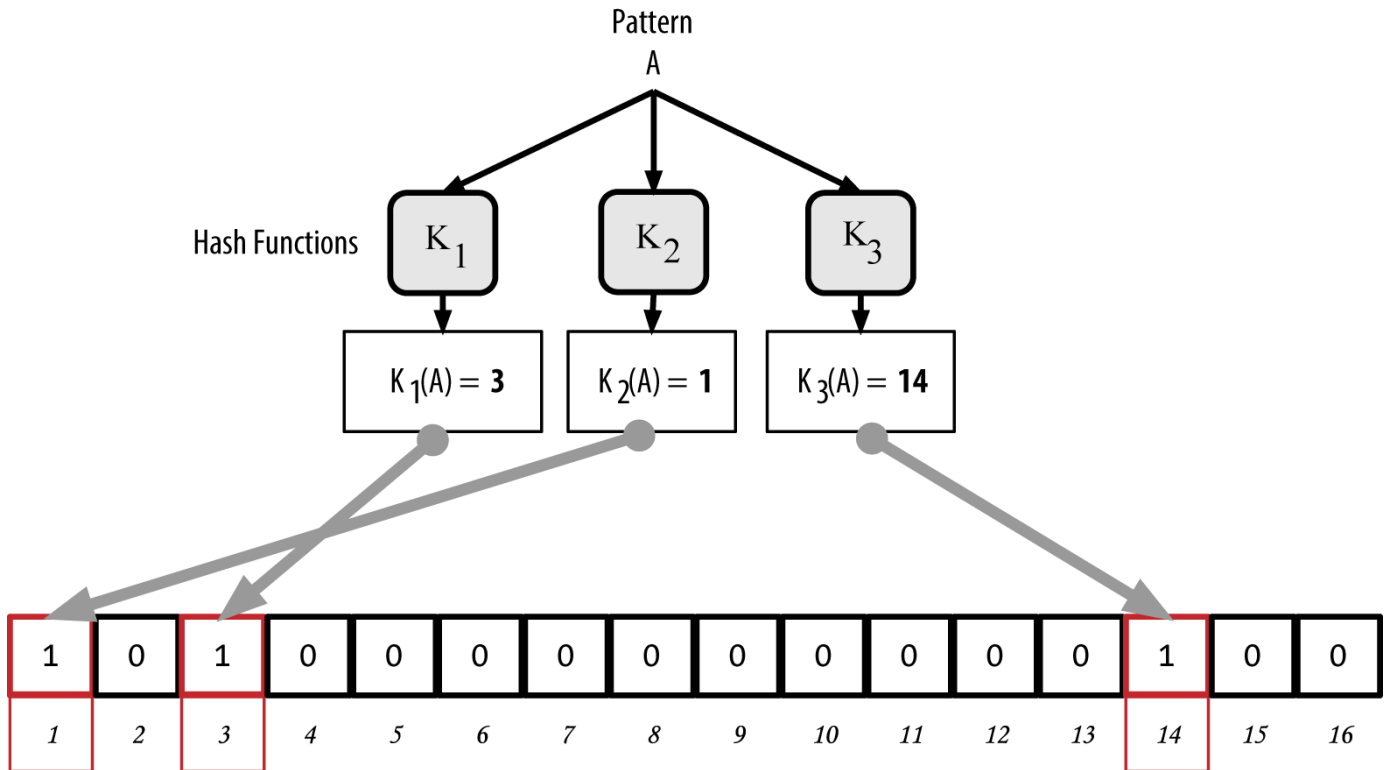 Pattern
A
Hash Functions K1 K2 K3
K1(A) = 3 K2(A) = 1 K3(A) = 14
1 0 1 0 0 0 0 0 0 0 0 0 0 1 0 0
1 2 3 4 5 6 7 8 9 10 11 12 13 14 15 16